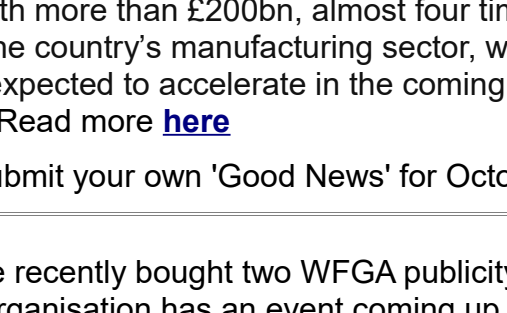 th more than £200bn, almost four tim
he country's manufacturing sector, w
expected to accelerate in the coming
Read more here
ubmit your own 'Good News' for Octo
e recently bought two WFGA publicity
rganisation has an event coming up